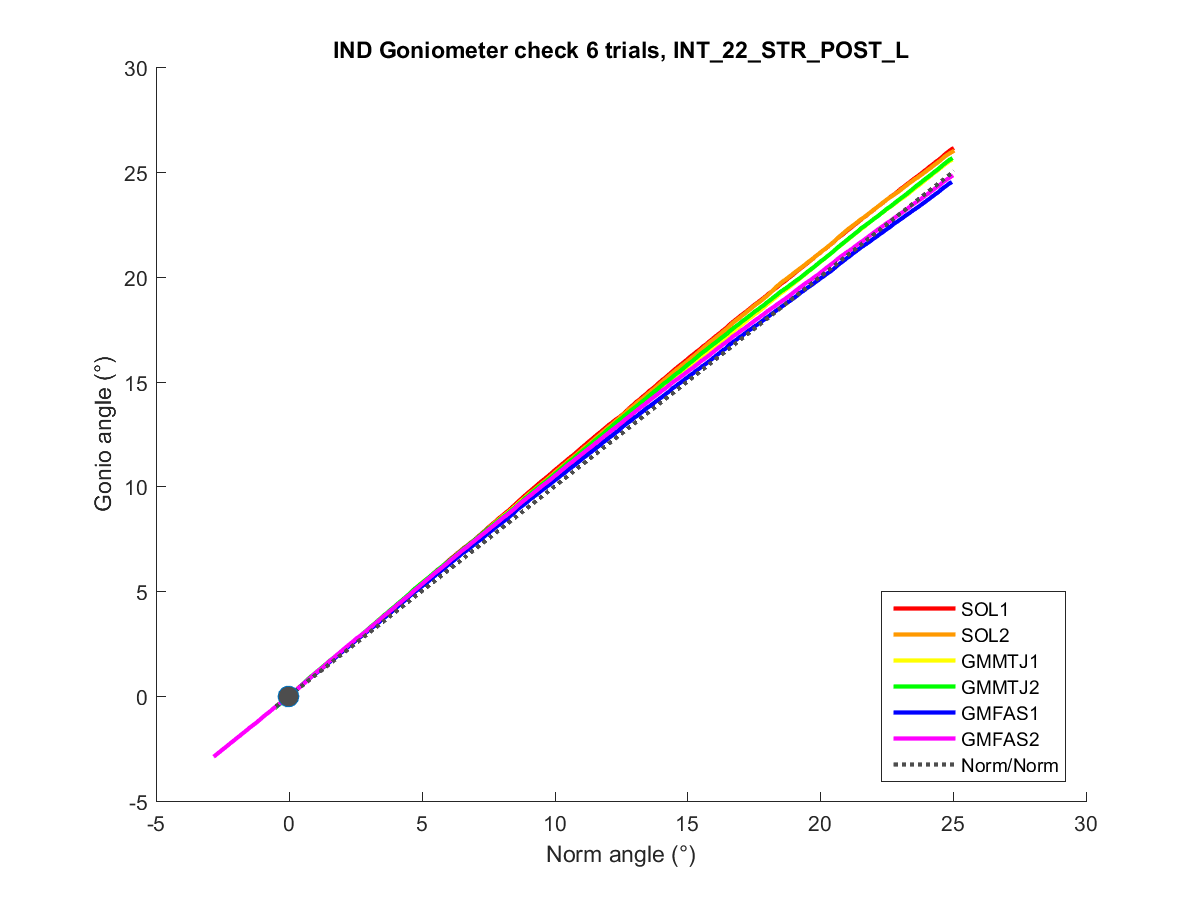 IND Goniometer check 6 trials, INT_22_STR_POST_L
30
25
20
15
10
5
0
-5
Gonio angle (°)
-5 0 5 10 15 20 25 30
Norm angle (°)
SOL1
SOL2
GMMTJ1
GMMTJ2
GMFAS1
GMFAS2
Norm/Norm